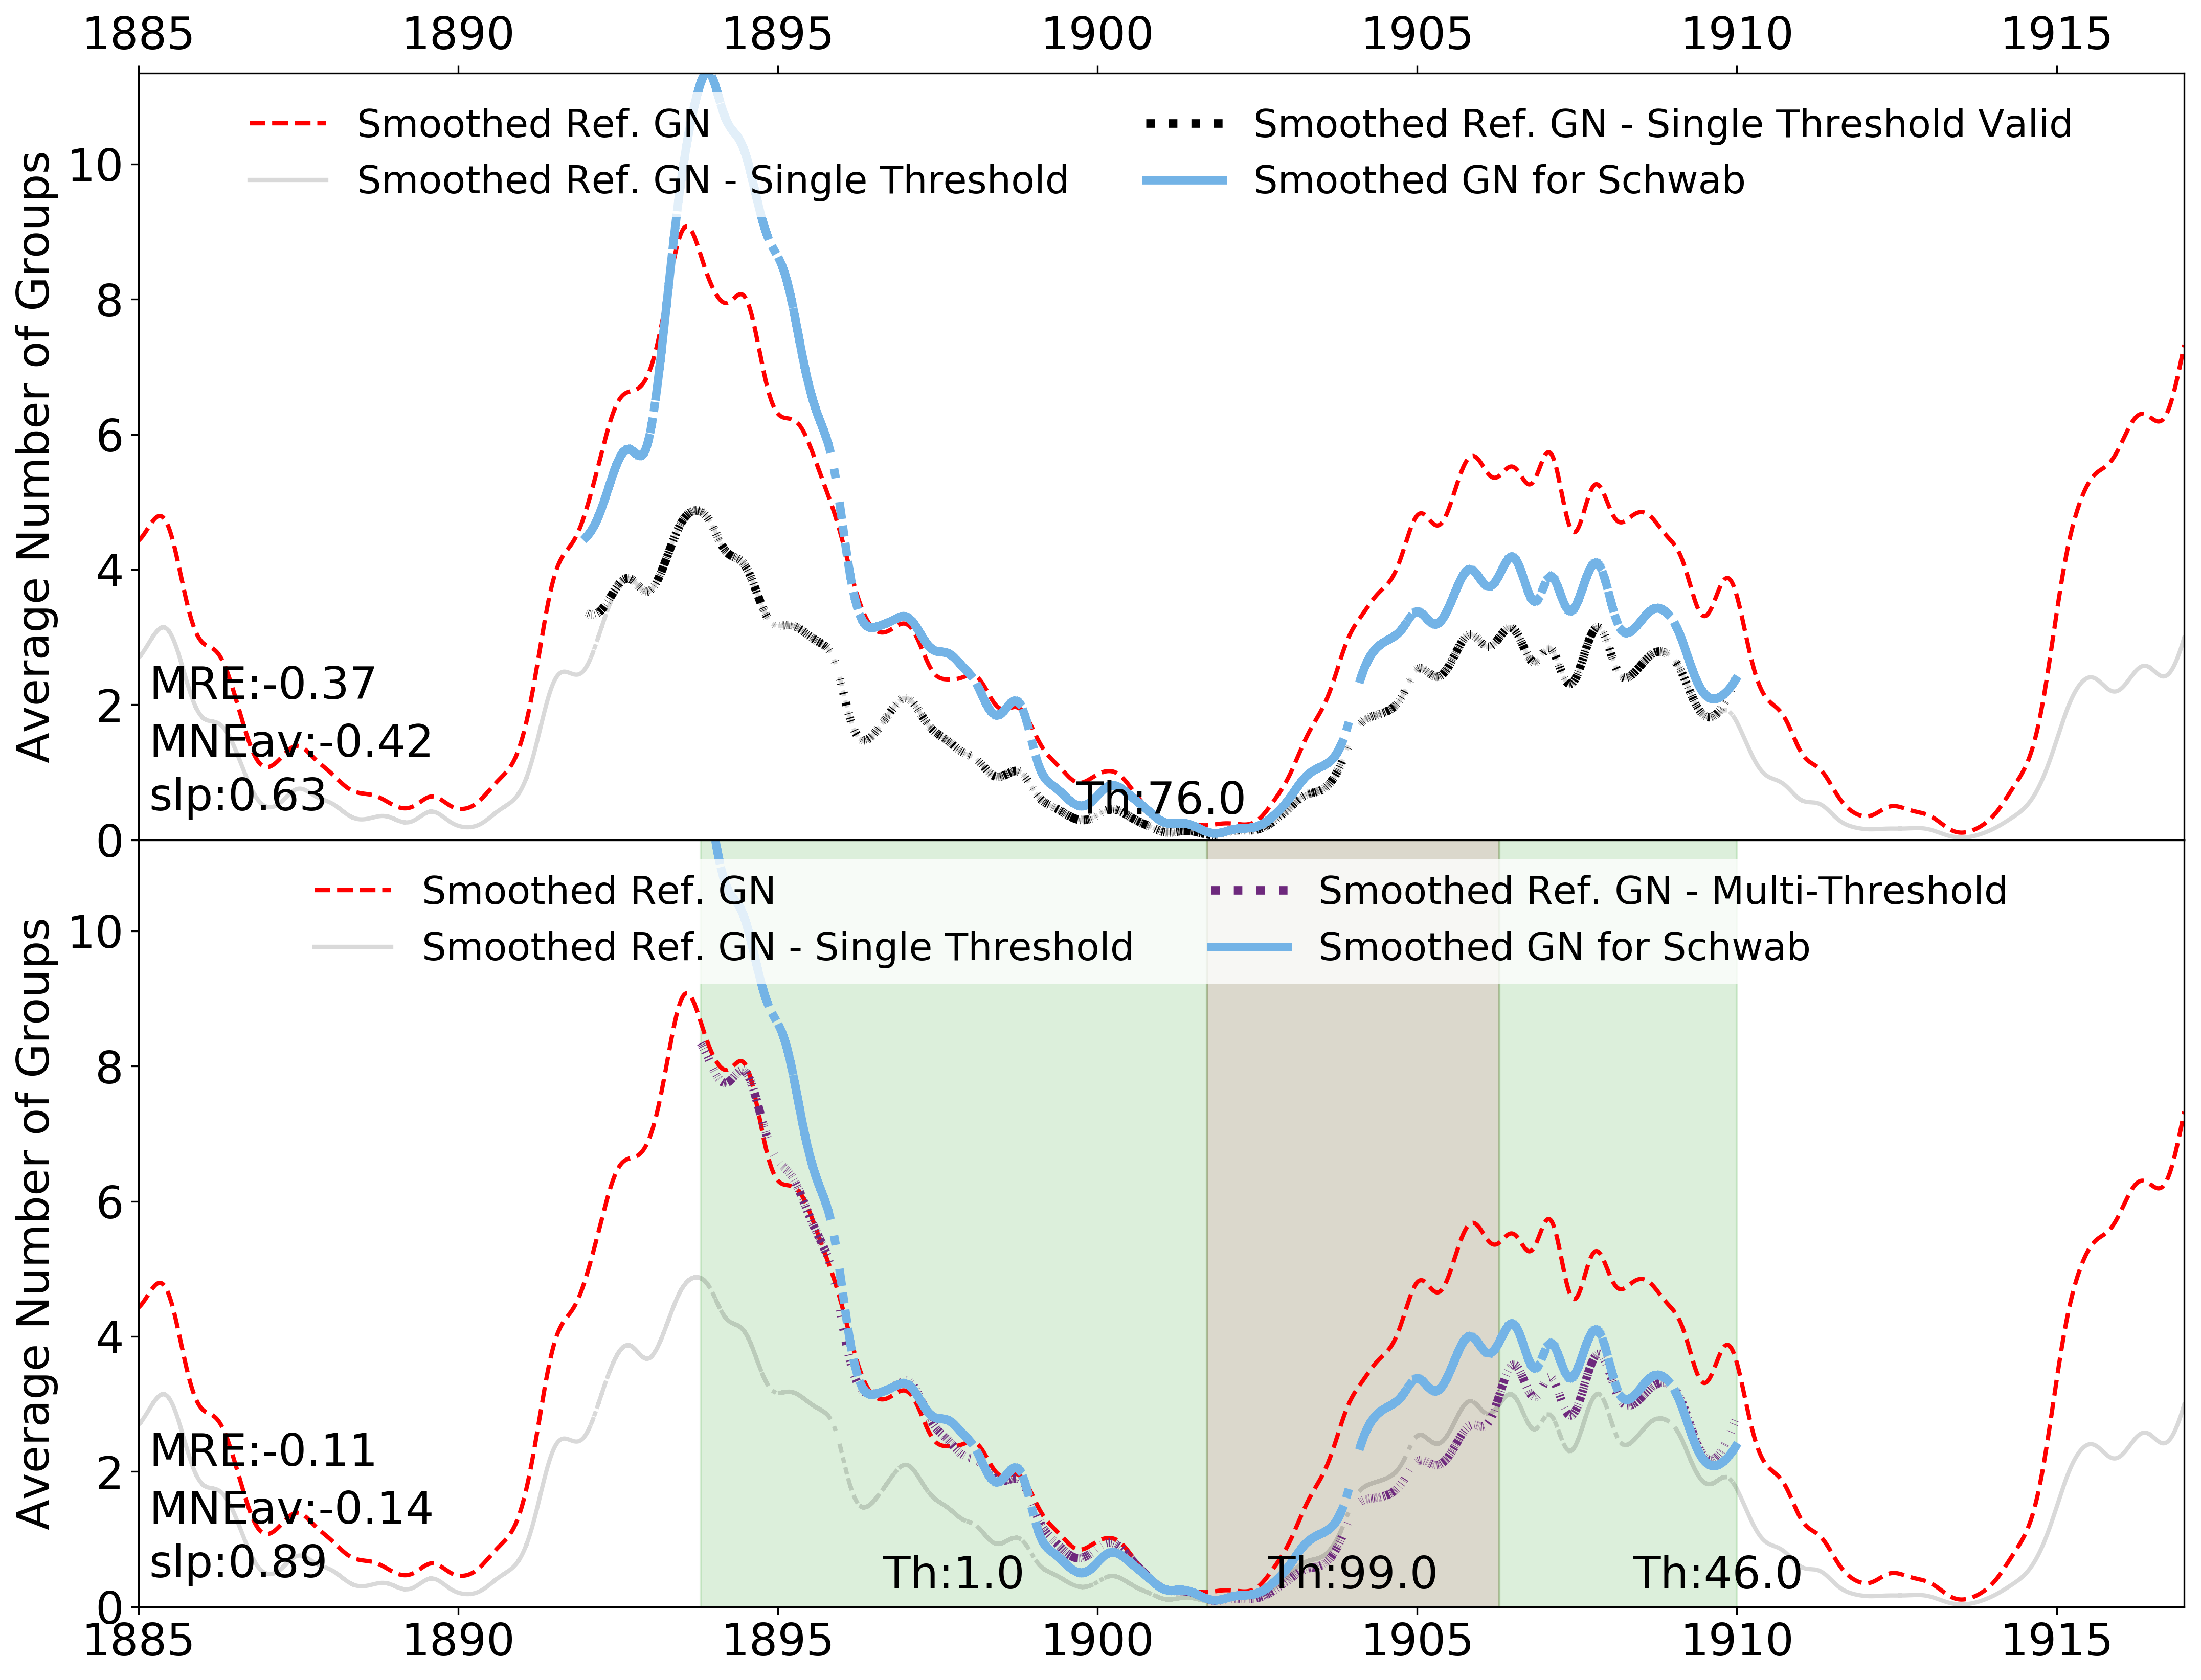 1885 1890 1895 1900 1905 1910 1915
Average Number of Groups
10
8
6
4
2
0
Smoothed Ref. GN
Smoothed Ref. GN - Single Threshold
Smoothed Ref. GN - Single Threshold Valid
Smoothed GN for Schwab
MRE:-0.37
MNEav:-0.42
slp:0.63
Th:76.0
Average Number of Groups
10
8
6
4
2
0
Smoothed Ref. GN
Smoothed Ref. GN - Single Threshold
Smoothed Ref. GN - Multi-Threshold
Smoothed GN for Schwab
MRE:-0.11
MNEav:-0.14
slp:0.89
Th:1.0
Th:99.0
Th:46.0
1885 1890 1895 1900 1905 1910 1915